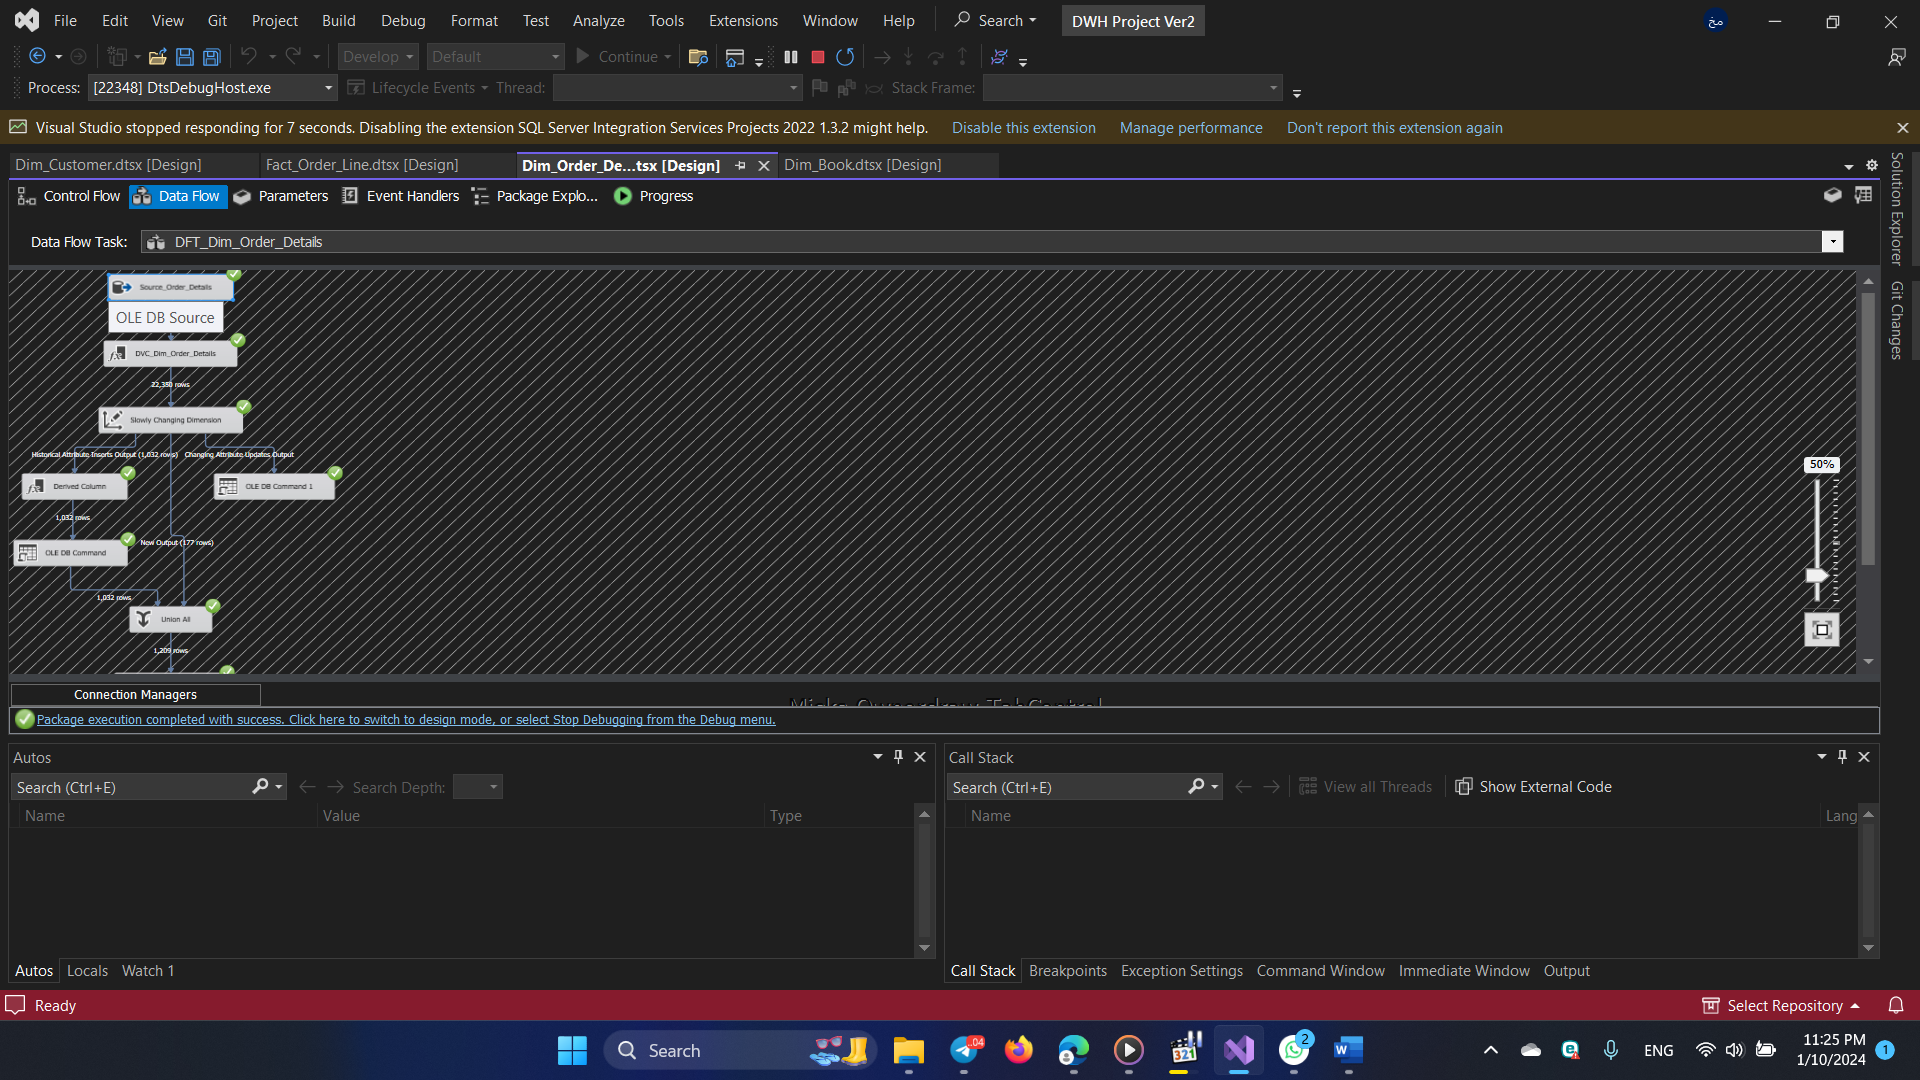 File Edit View Git Project Build Debug Format Test Analyze Tools Extensions Window Help Search DWH Project Ver2 مخ
Develop Default Continue
Process: [22348] DtsDebugHost.exe Lifecycle Events Thread: Stack Frame:
Visual Studio stopped responding for 7 seconds. Disabling the extension SQL Server Integration Services Projects 2022 1.3.2 might help. Disable this extension Manage performance Don't report this extension again
Dim_Customer.dtsx [Design] Fact_Order_Line.dtsx [Design] Dim_Order_De...tsx [Design] Dim_Book.dtsx [Design]
Control Flow Data Flow Parameters Event Handlers Package Explo... Progress
Solution Explorer
Git Changes
Data Flow Task: DFT_Dim_Order_Details
Source_Order_Details
OLE DB Source
DVC_Dim_Order_Details
22,350 rows
Slowly Changing Dimension
Historical Attribute Inserts Output (1,032 rows) Changing Attribute Updates Output
50%
Derived Column OLE DB Command 1
1,032 rows
New Output (177 rows)
OLE DB Command
1,032 rows
Union All
1,209 rows
Connection Managers
Package execution completed with success. Click here to switch to design mode, or select Stop Debugging from the Debug menu.
Autos
Search (Ctrl+E) Search Depth:
Name Value Type
Autos Locals Watch 1
Call Stack
Search (Ctrl+E) View all Threads Show External Code
Name Lang
Call Stack Breakpoints Exception Settings Command Window Immediate Window Output
Ready Select Repository
Search ..04 321 2 W ENG 11:25 PM 1
1/10/2024